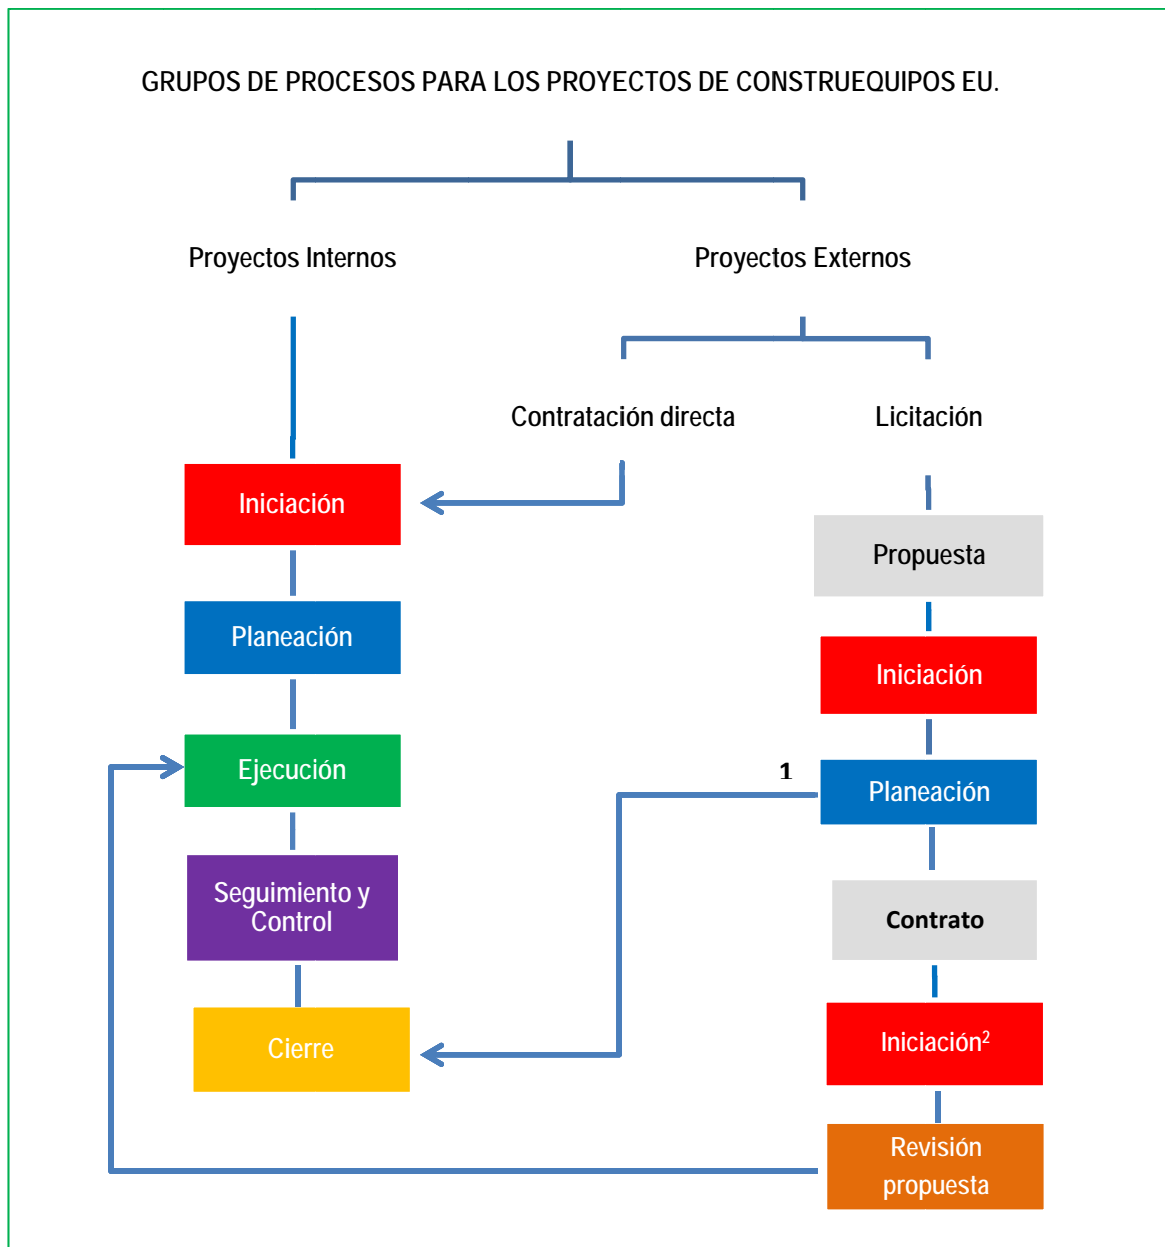 GRUPOS DE PROCESOS PARA LOS PROYECTOS DE CONSTRUEQUIPOS EU.
Proyectos Internos
Proyectos Externos
Contratación directa
Licitación
Iniciación
Planeación
Ejecución
Seguimiento y
Control
Cierre
Propuesta
Iniciación
1
Planeación
Contrato
Iniciación²
Revisión
propuesta